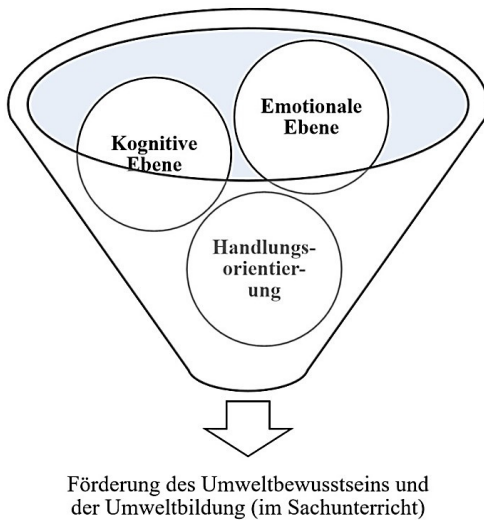 Emotionale
Ebene
Kognitive
Ebene
Handlungs-
orientier-
ung
Förderung des Umweltbewusstseins und
der Umweltbildung (im Sachunterricht)